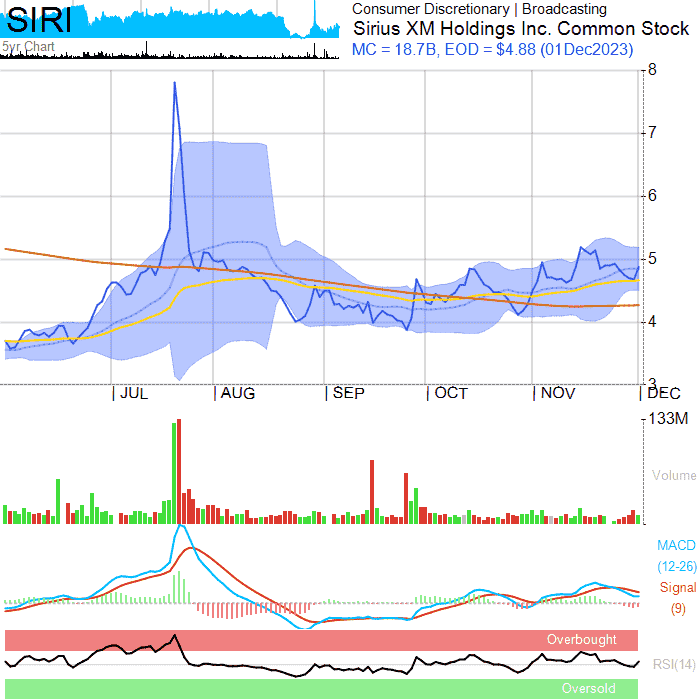 SIRI
5yr Chart
Consumer Discretionary | Broadcasting
Sirius XM Holdings Inc. Common Stock
MC = 18.7B, EOD = $4.88 (01Dec2023)
8
7
6
5
4
3
JUL AUG SEP OCT NOV DEC
133M
Volume
MACD
(12-26)
Signal
(9)
Overbought
RSI(14)
Oversold